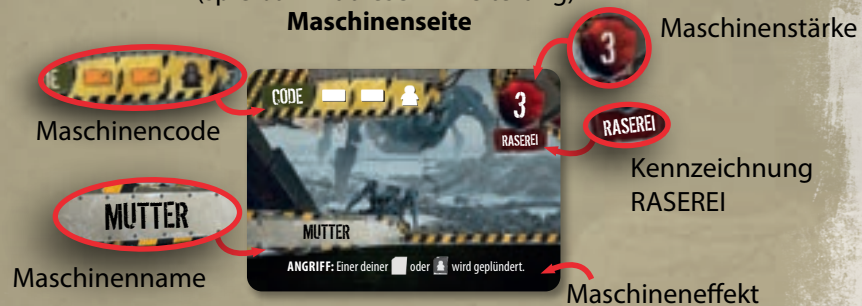 Maschinenseite
Maschinenstärke
3
CODE
3
RASEREI
RASEREI
Maschinencode
Kennzeichnung
RASEREI
MUTTER
MUTTER
ANGRIFF: Einer deiner oder wird geplündert.
Maschinenname
Maschineneffekt